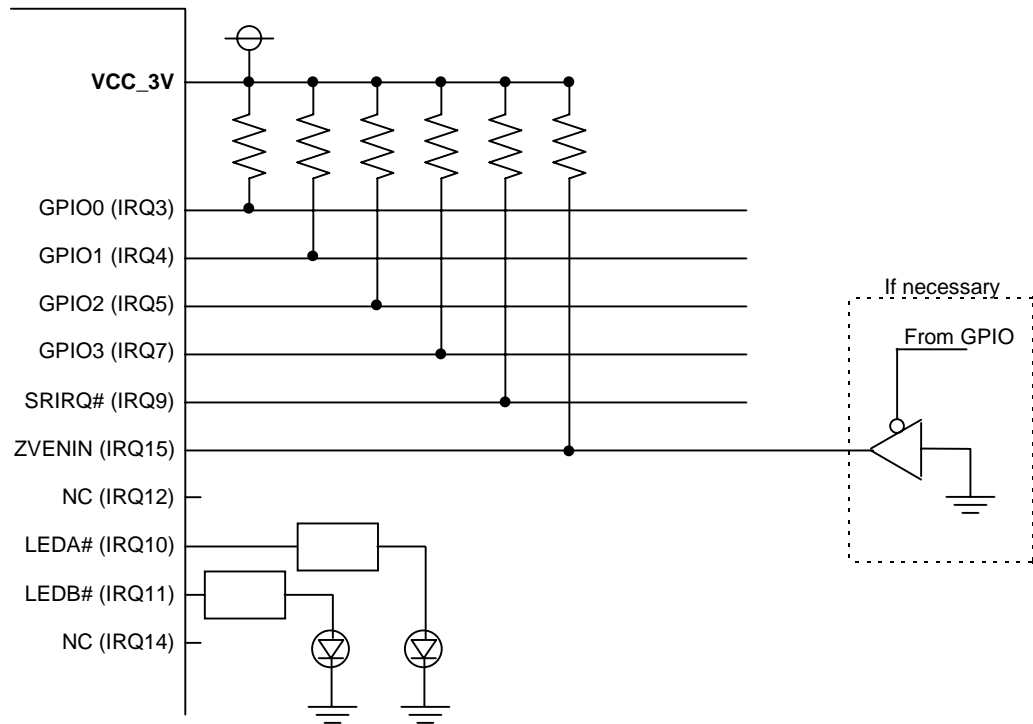 VCC_3V
GPIO0 (IRQ3)
GPIO1 (IRQ4)
GPIO2 (IRQ5)
If necessary
From GPIO
GPIO3 (IRQ7)
SRIRQ# (IRQ9)
ZVENIN (IRQ15)
NC (IRQ12)
LEDA# (IRQ10)
LEDB# (IRQ11)
NC (IRQ14)